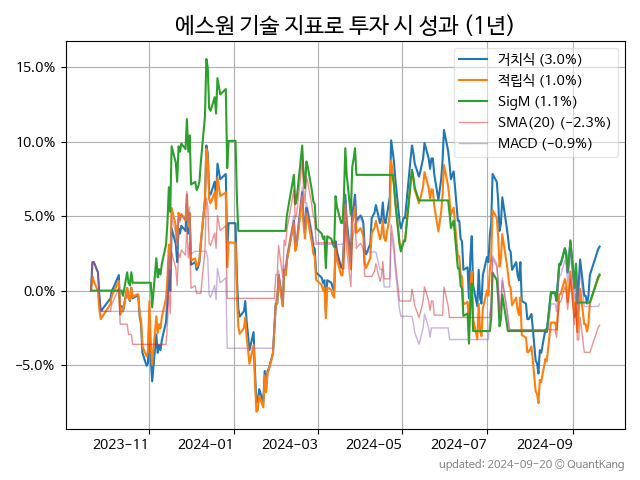 에스원 기술 지표로 투자 시 성과 (1년)
거치식 (3.0%)
적립식 (1.0%)
SigM (1.1%)
SMA(20) (−2.3%)
MACD (−0.9%)
15.0%
10.0%
5.0%
0.0%
−5.0%
2023−11
2024−01
2024−03
2024−05
2024−07
2024−09
updated: 2024−09−20 @ QuantKang